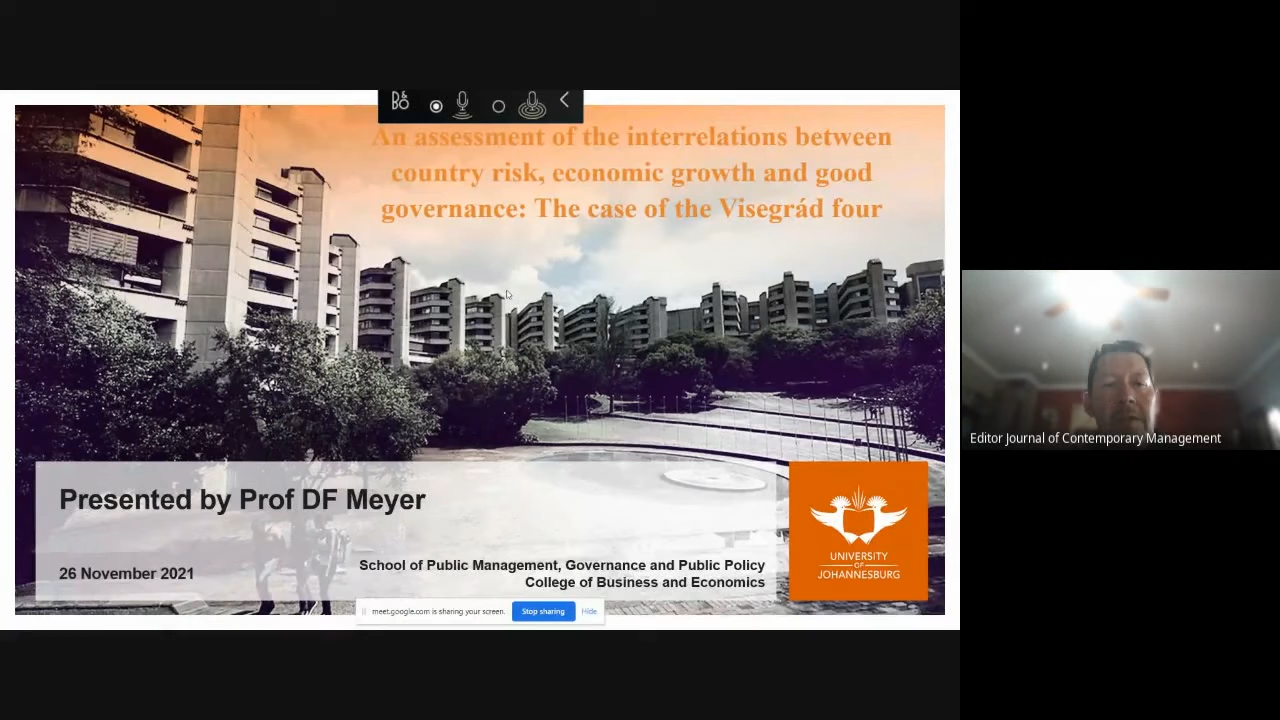 B&
BO
An assessment of the interrelations between
country risk, economic growth and good
governance: The case of the Visegrád four
Presented by Prof DF Meyer
26 November 2021
School of Public Management, Governance and Public Policy
College of Business and Economics
UNIVERSITY
OF
JOHANNESBURG
meet.google.com is sharing your screen.
Stop sharing
Hide
Editor Journal of Contemporary Management